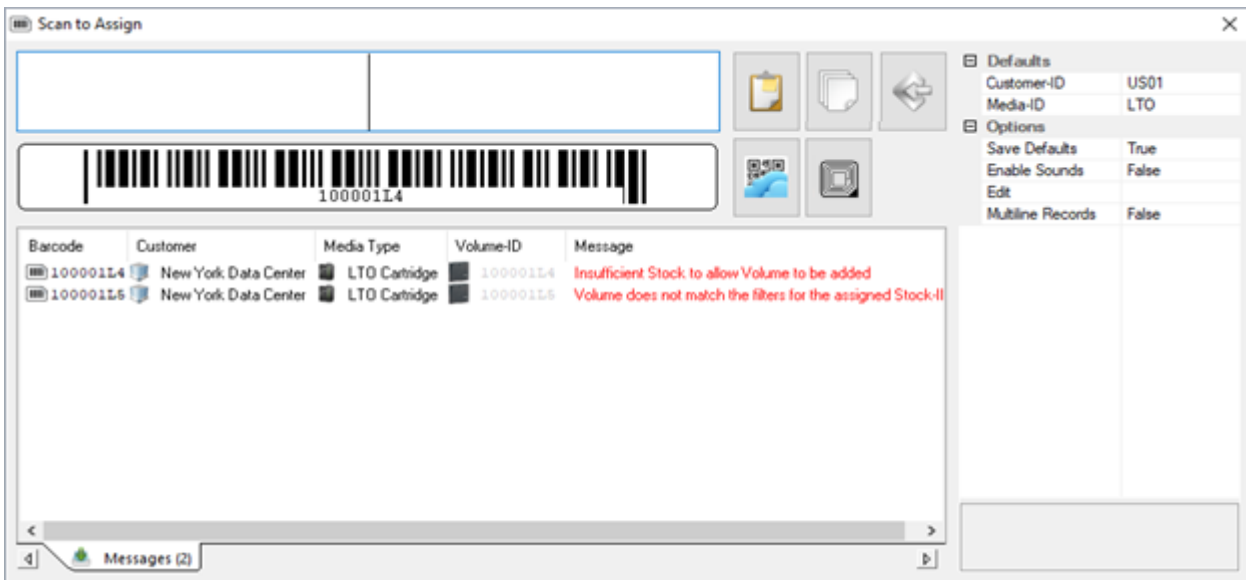 Scan to Assign
100001L4
Defaults
Customer-ID US01
Media-ID LTO
Options
Save Defaults True
Enable Sounds False
Edit
Multiline Records False
Barcode Customer Media Type Volume-ID Message
100001L4 New York Data Center LTO Cartridge 100001L4 Insufficient Stock to allow Volume to be added
100001L5 New York Data Center LTO Cartridge 100001L5 Volume does not match the filters for the assigned Stock-II
Messages (2)